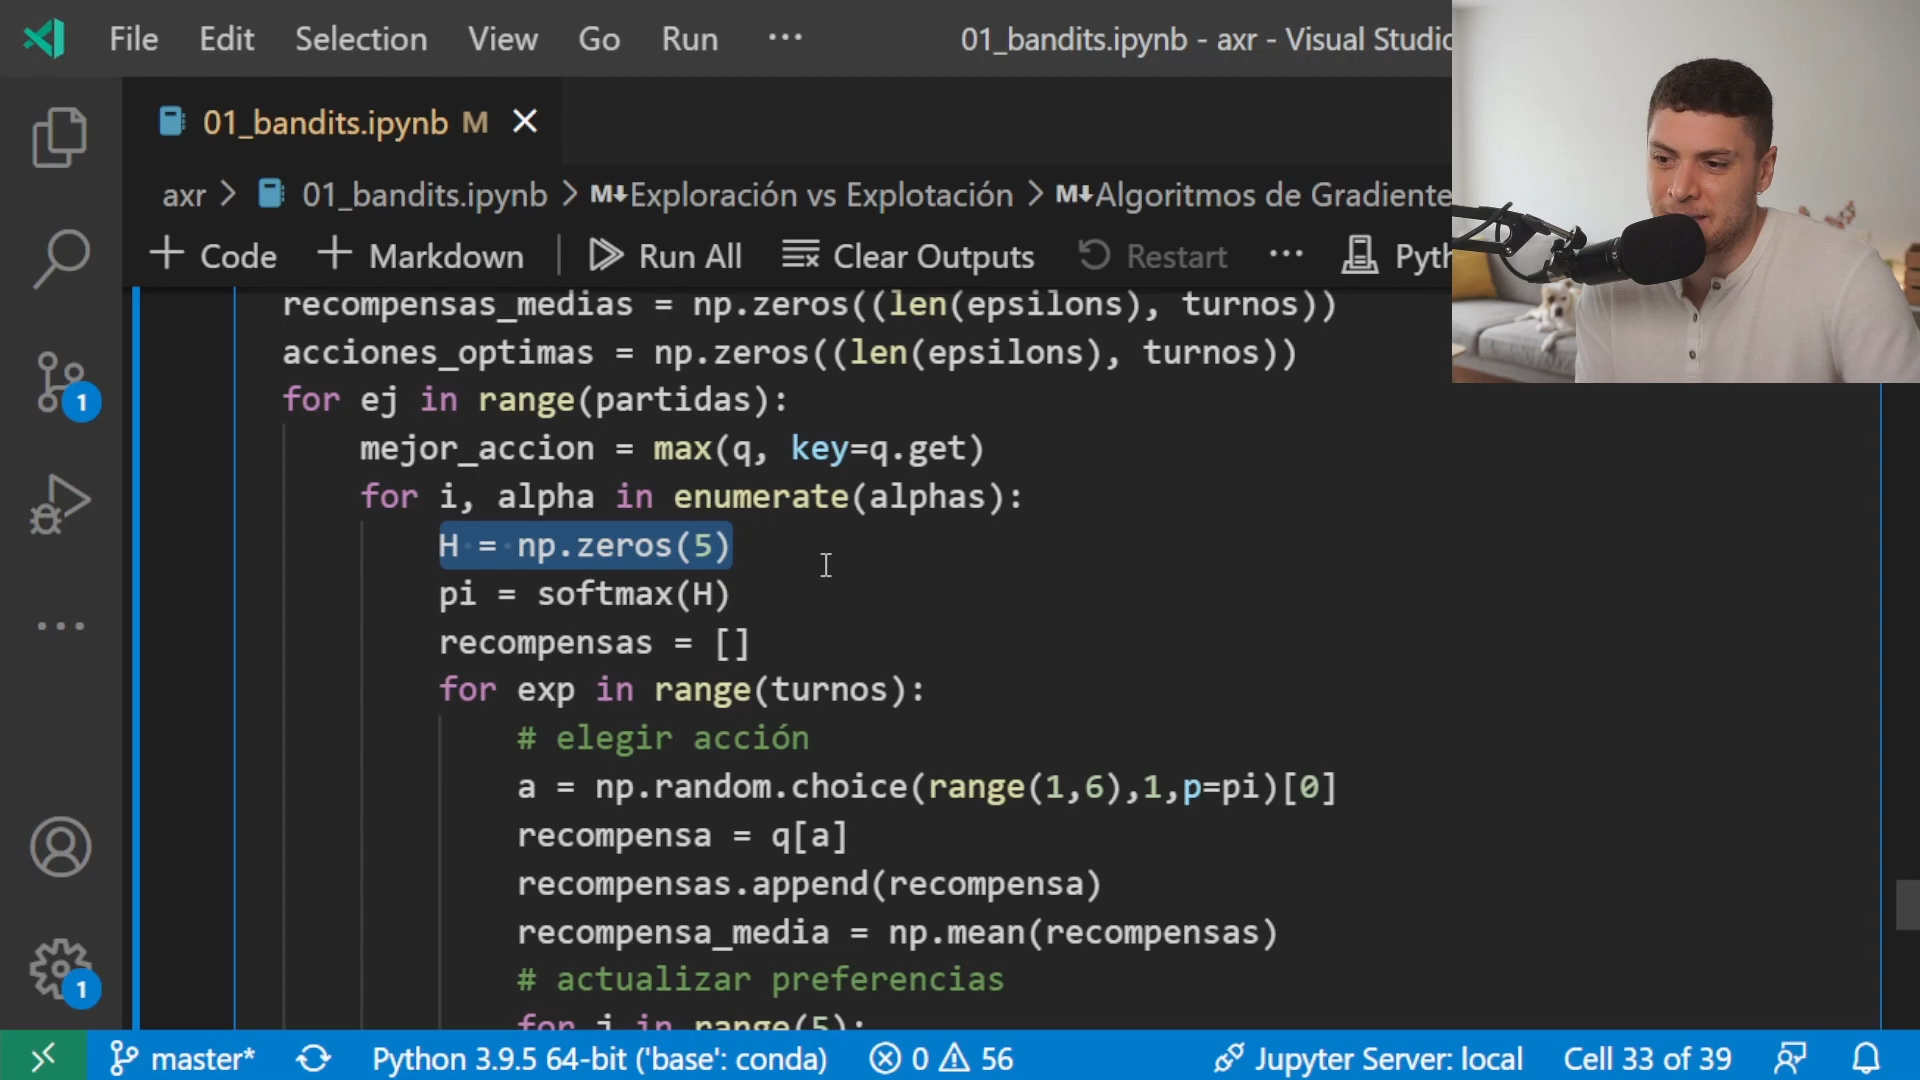 File Edit Selection View Go Run ··· 01_bandits.ipynb - axr - Visual Studio
01_bandits.ipynb M
axr > 01_bandits.ipynb > M↓Exploración vs Explotación > M↓Algoritmos de Gradiente
+ Code + Markdown | Run All Clear Outputs Restart ···
recompensas_medias = np.zeros((len(epsilons), turnos))
acciones_optimas = np.zeros((len(epsilons), turnos))
for ej in range(partidas):
mejor_accion = max(q, key=q.get)
for i, alpha in enumerate(alphas):
H = np.zeros(5)
pi = softmax(H)
recompensas = []
for exp in range(turnos):
# elegir acción
a = np.random.choice(range(1,6),1,p=pi)[0]
recompensa = q[a]
recompensas.append(recompensa)
recompensa_media = np.mean(recompensas)
# actualizar preferencias
for i in range(5):
1
1
master* Python 3.9.5 64-bit ('base': conda) 0 56 Jupyter Server: local Cell 33 of 39